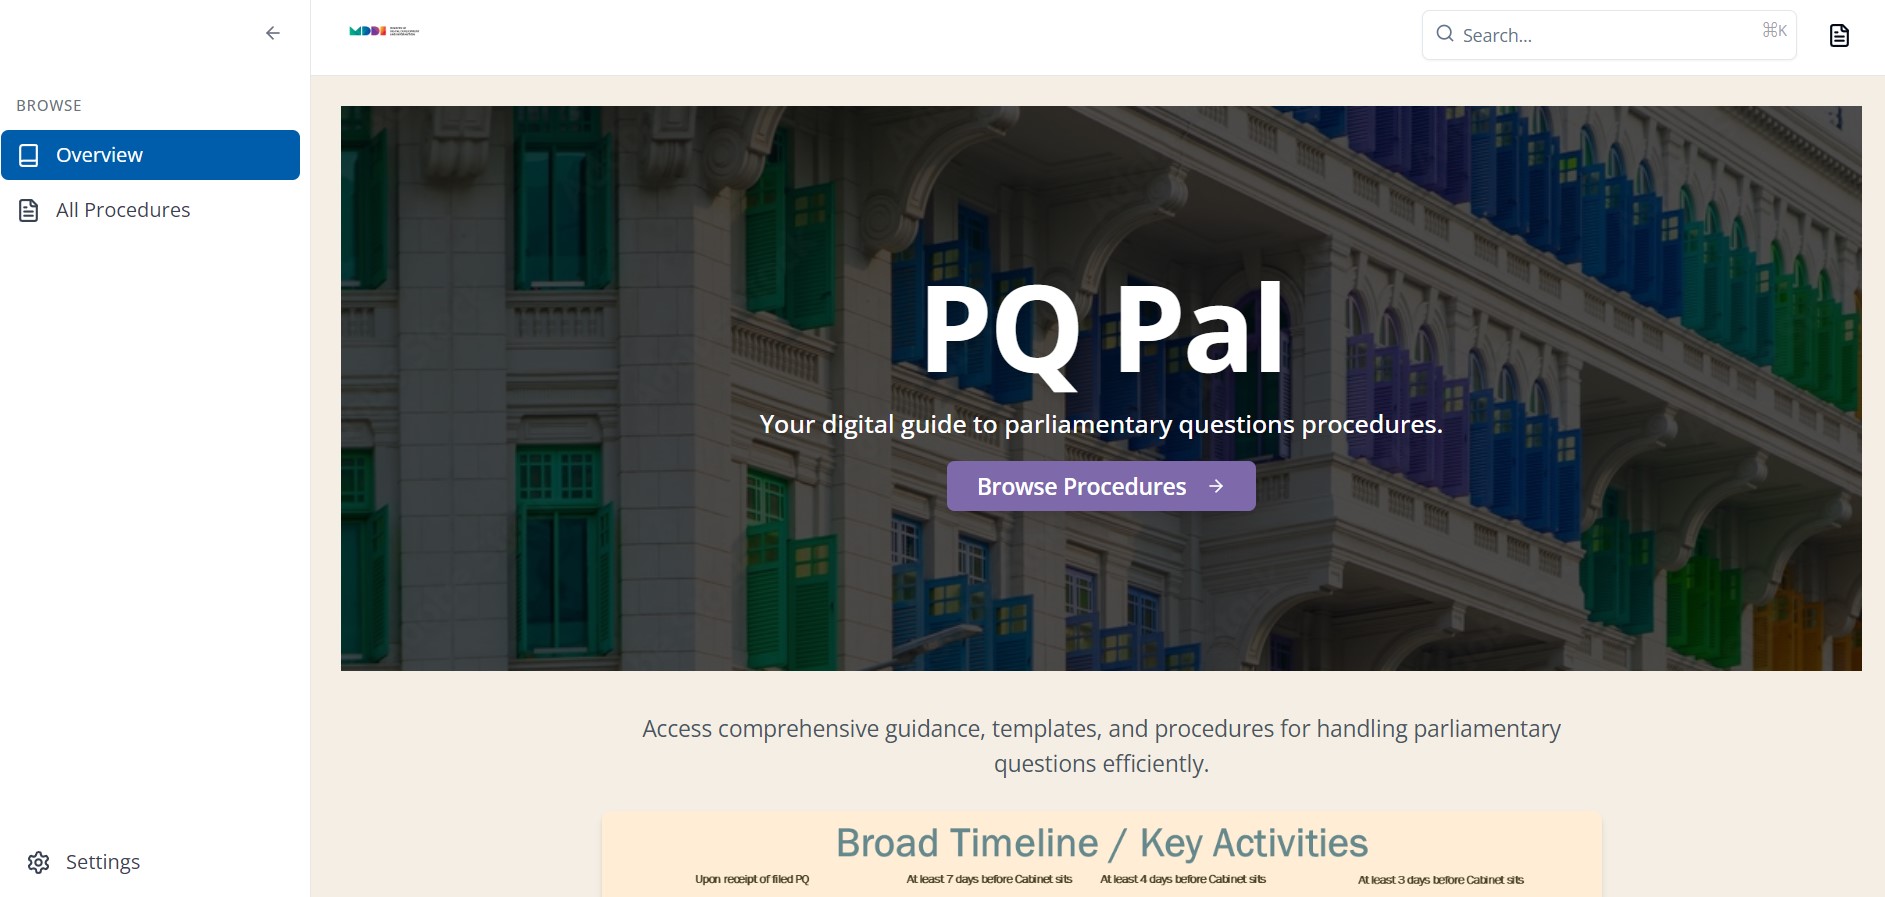 BROWSE
Overview
All Procedures
Settings
MDDI
Search...
⌘K
PQ Pal
Your digital guide to parliamentary questions procedures.
Browse Procedures
Access comprehensive guidance, templates, and procedures for handling parliamentary
questions efficiently.
Broad Timeline / Key Activities
Upon receipt of filed PQ
At least 7 days before Cabinet sits
At least 4 days before Cabinet sits
At least 3 days before Cabinet sits